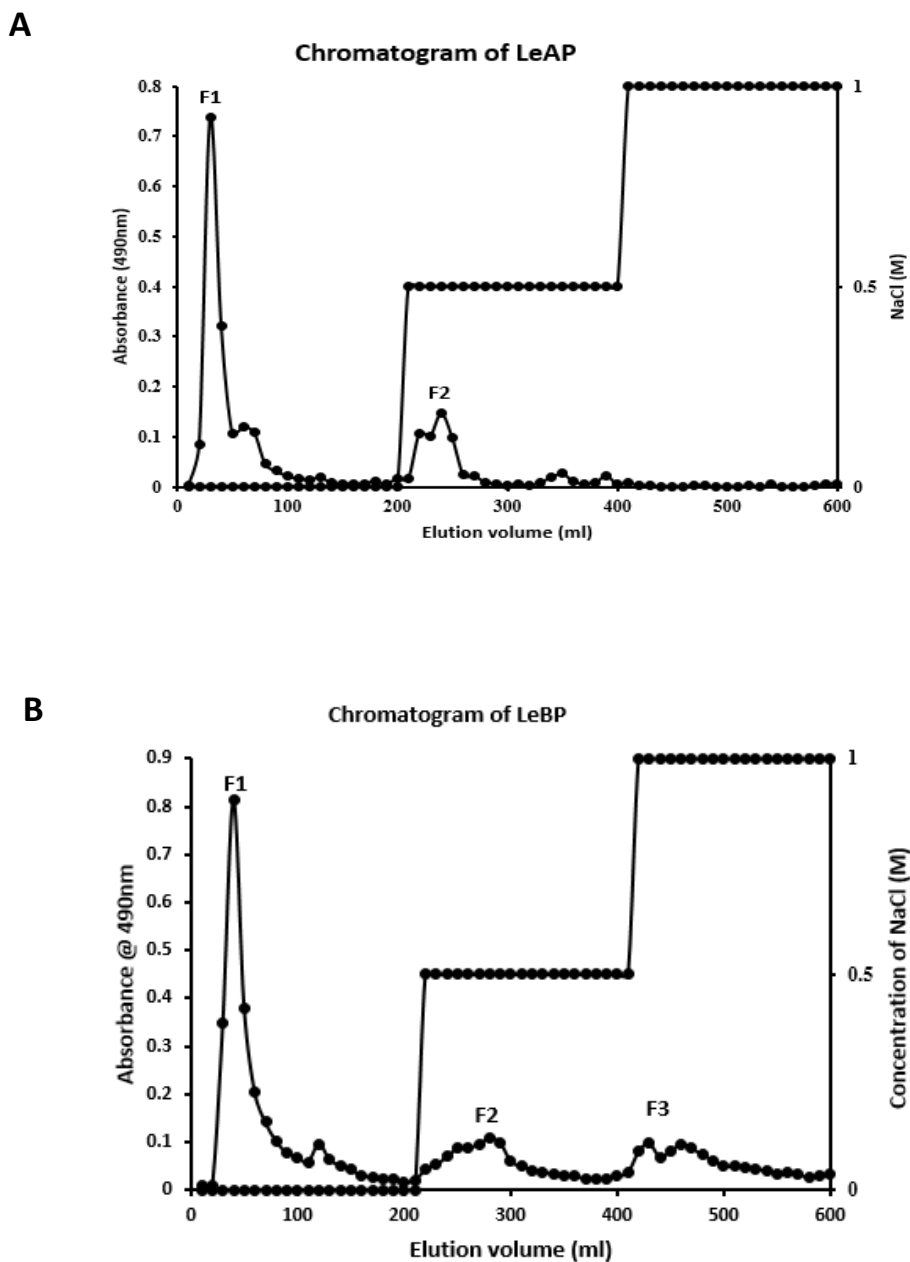 A
Chromatogram of LeAP
Absorbance (490nm)
0.8
0.7
0.6
0.5
0.4
0.3
0.2
0.1
0
F1
F2
1
0.5
0
NaCl (M)
0 100 200 300 400 500 600
Elution volume (ml)
B
Chromatogram of LeBP
Absorbance @ 490nm
0.9
0.8
0.7
0.6
0.5
0.4
0.3
0.2
0.1
0
F1
F2
F3
1
0.5
0
Concentration of NaCl (M)
0 100 200 300 400 500 600
Elution volume (ml)